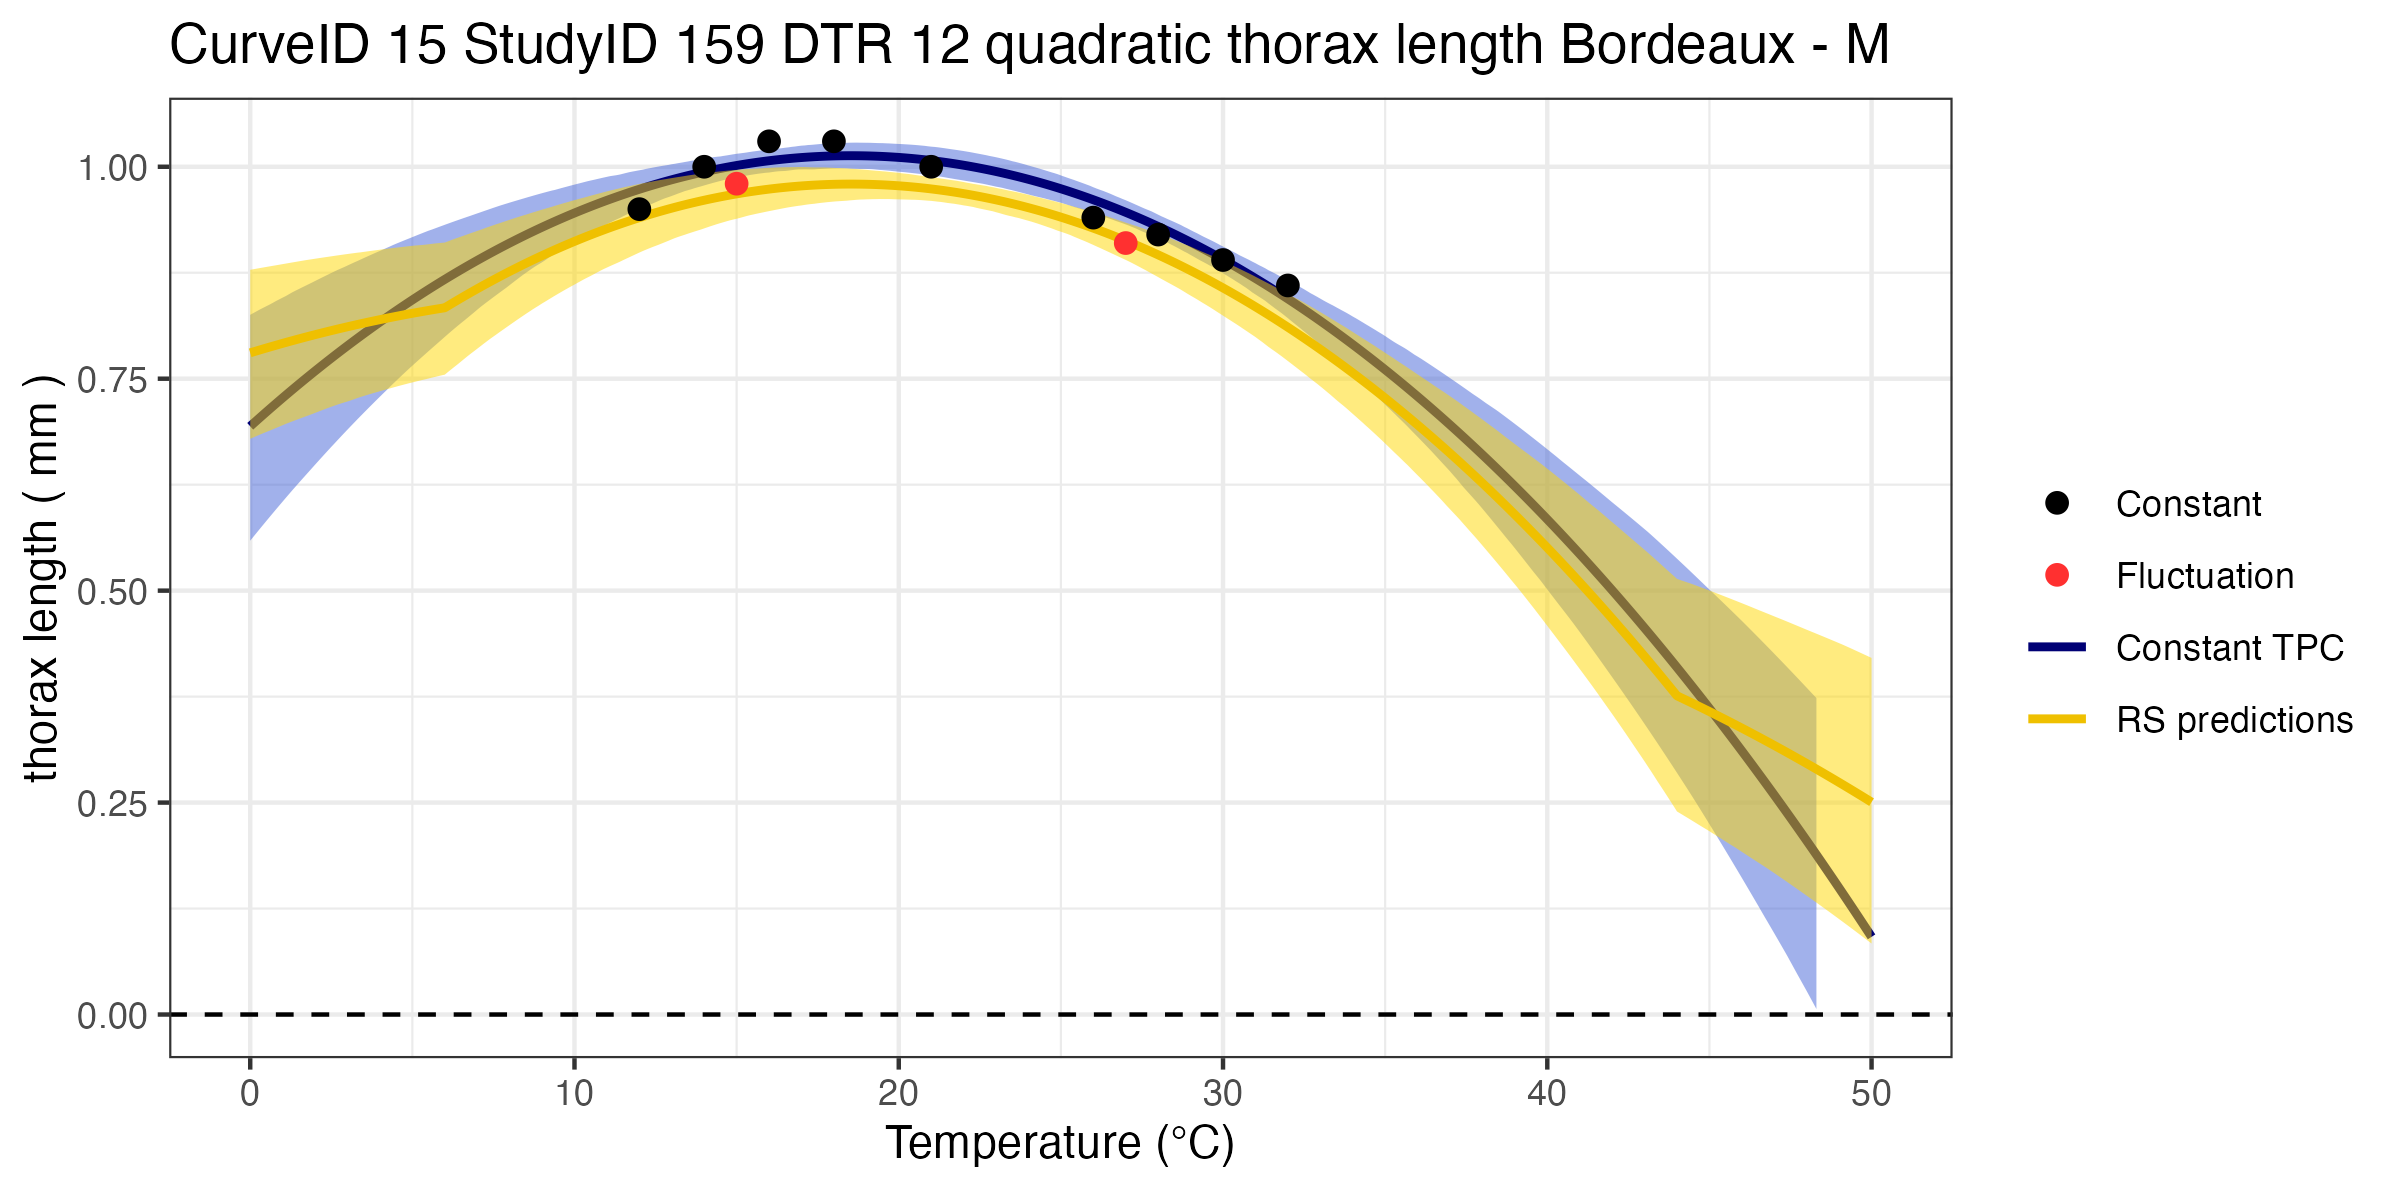 CurveID 15 StudyID 159 DTR 12 quadratic thorax length Bordeaux - M
thorax length ( mm )
1.00
0.75
0.50
0.25
0.00
0 10 20 30 40 50
Temperature (°C)
Constant
Fluctuation
Constant TPC
RS predictions